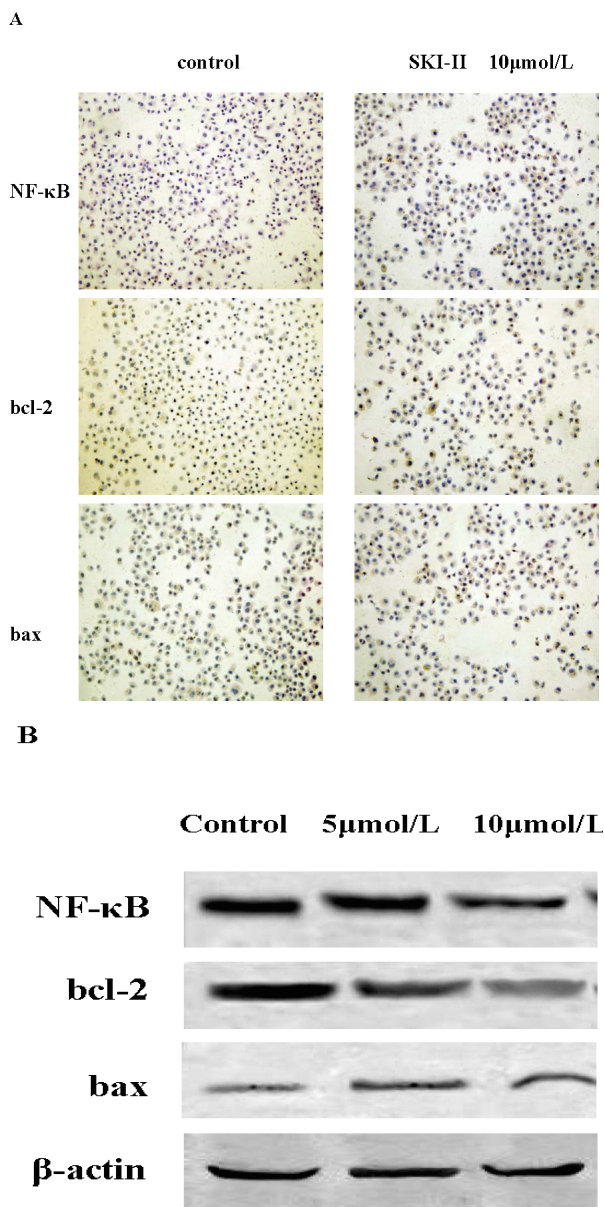 A
control SKI-II 10μmol/L
NF-κB
bcl-2
bax
B
Control 5μmol/L 10μmol/L
NF-κB
bcl-2
bax
β-actin